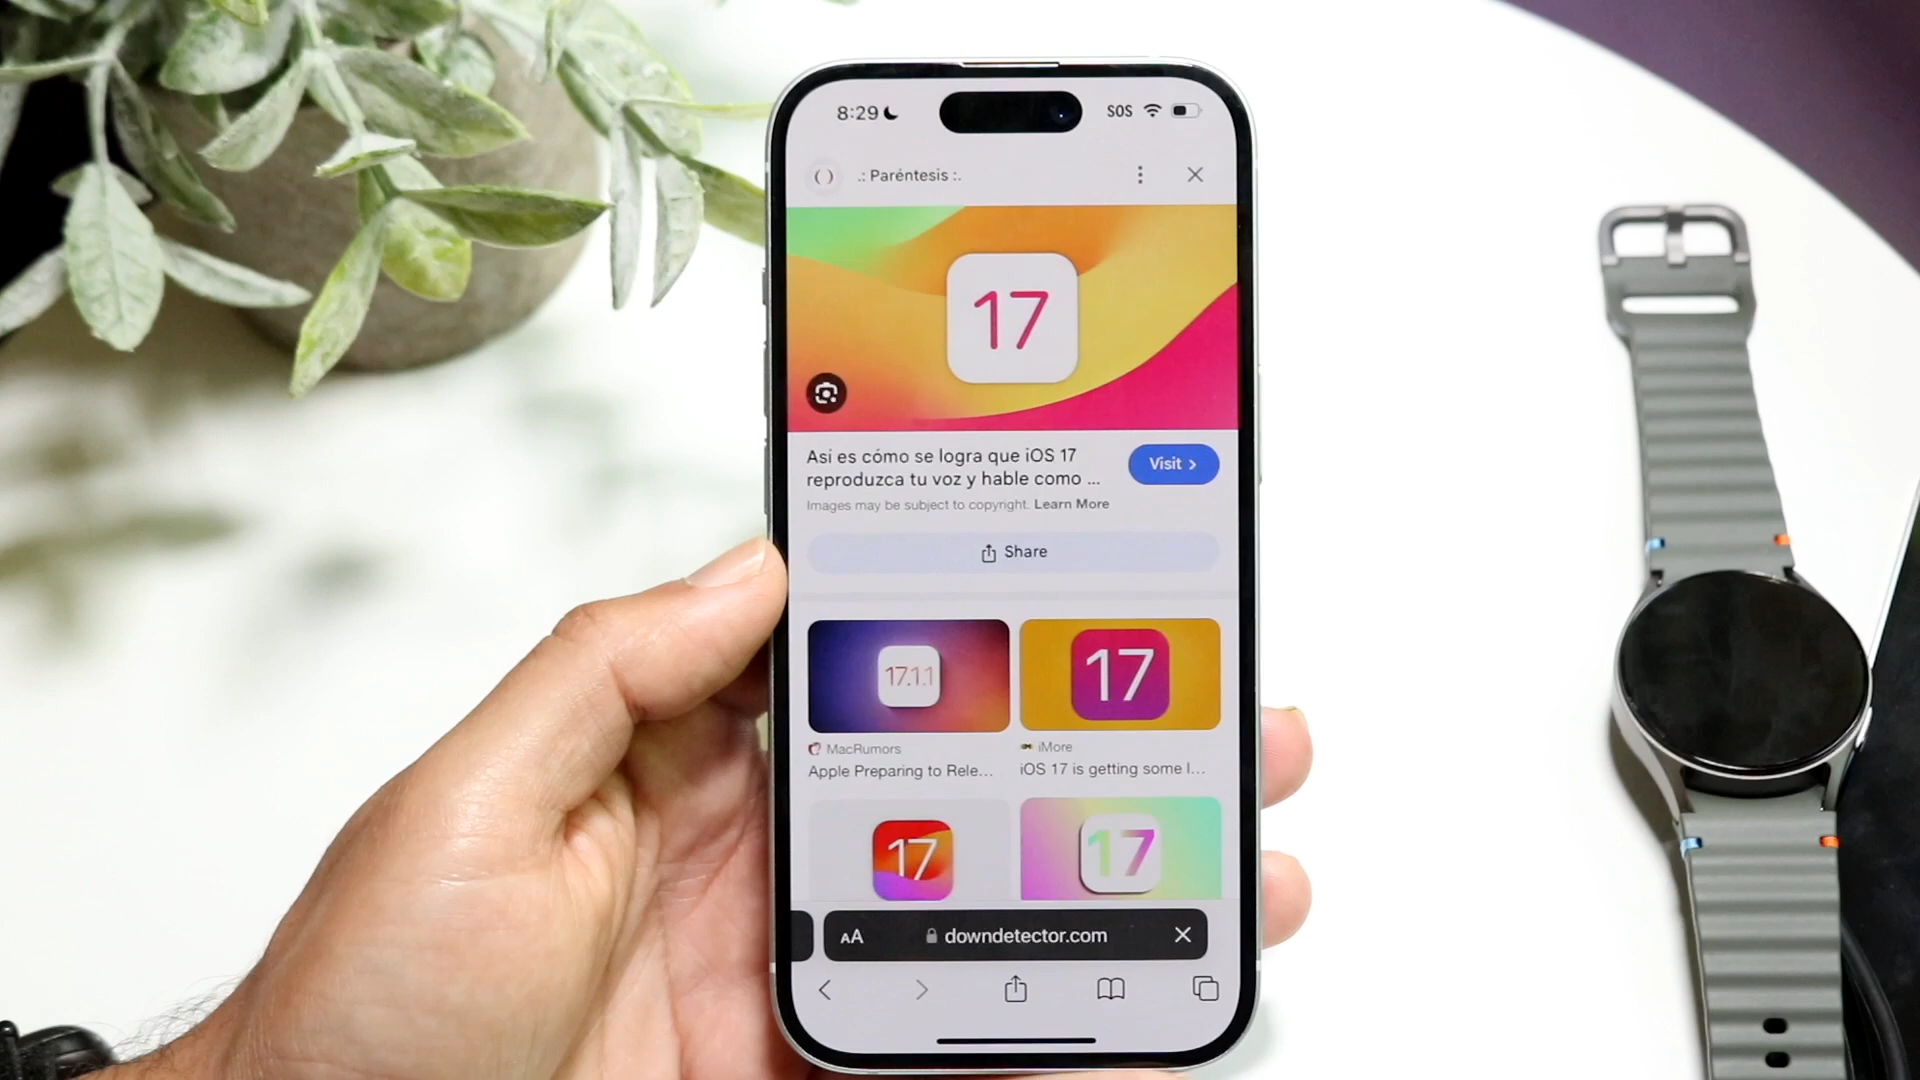 8:29
SOS
( )
.: Paréntesis :.
17
Así es cómo se logra que iOS 17
reproduzca tu voz y hable como ...
Visit >
Images may be subject to copyright. Learn More
Share
17.1.1
17
MacRumors
iMore
Apple Preparing to Rele...
iOS 17 is getting some l...
17
17
AA
downdetector.com